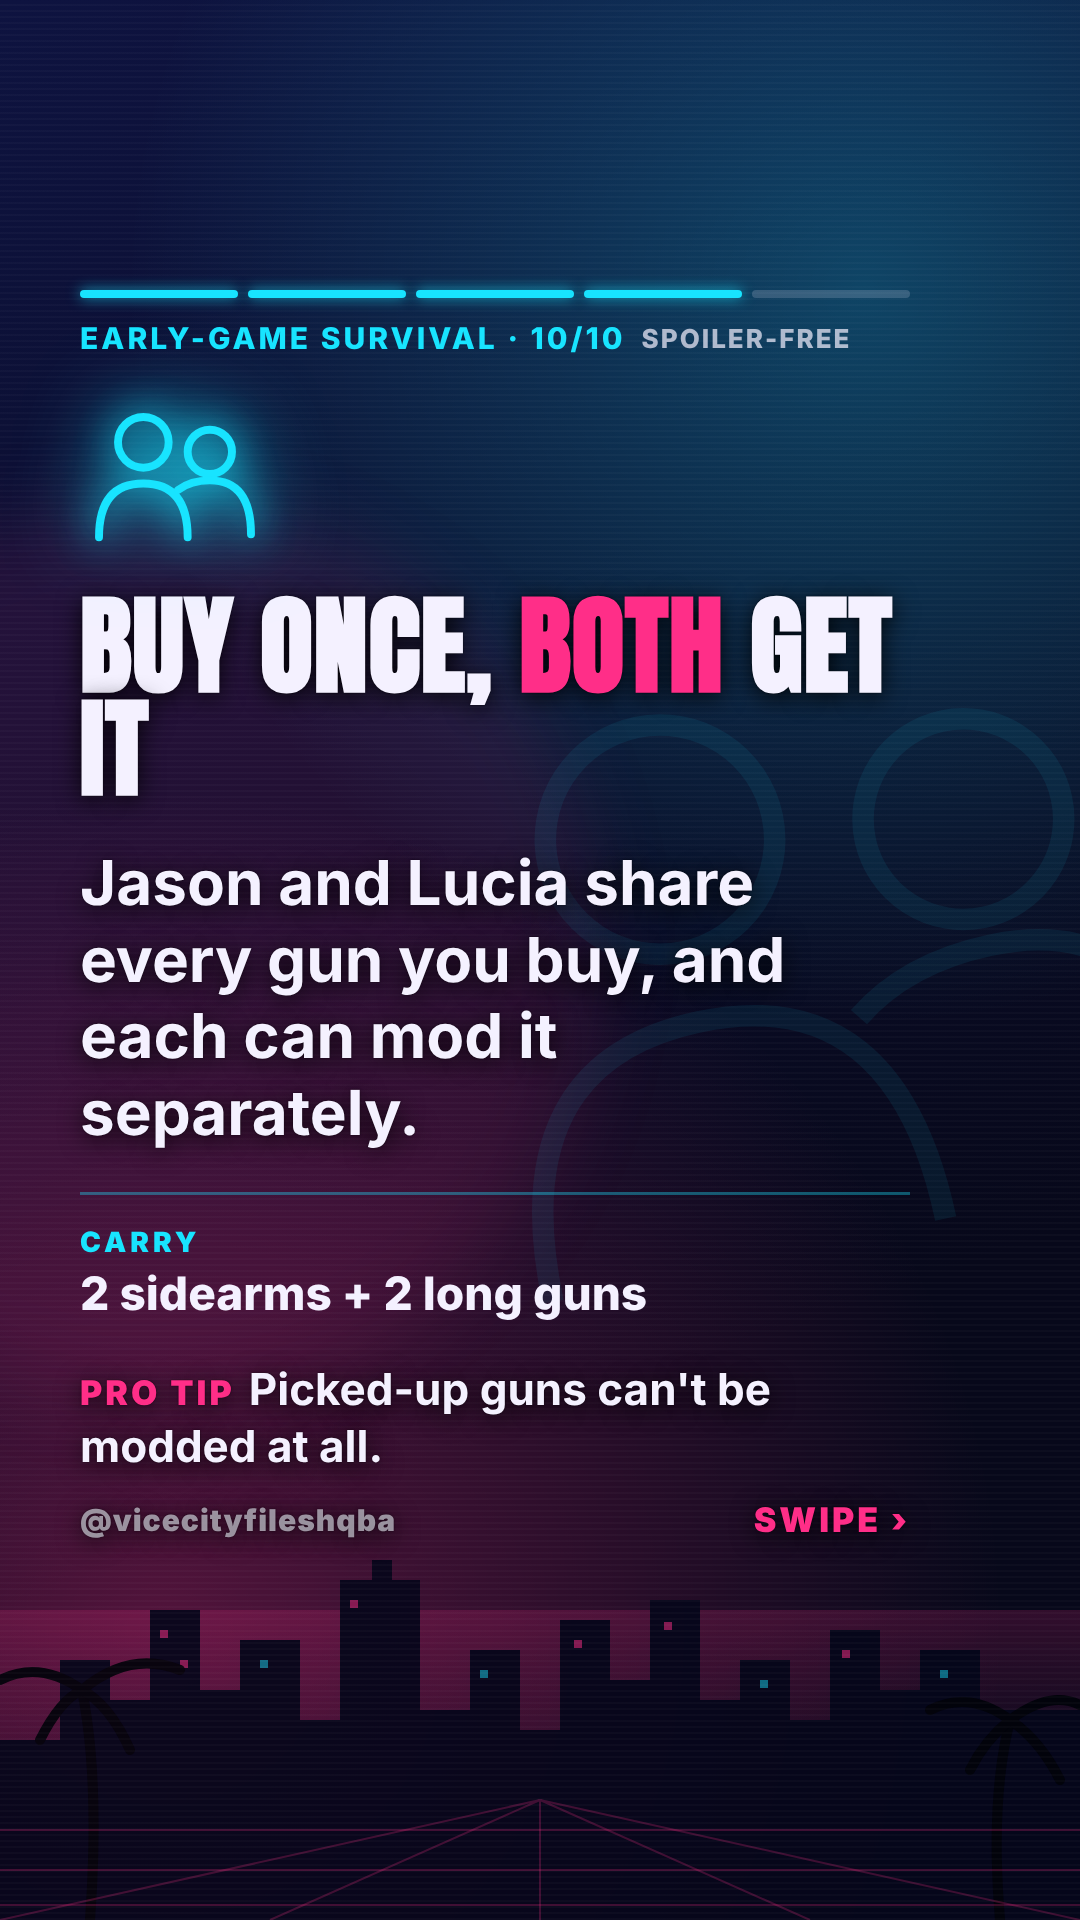 EARLY-GAME SURVIVAL · 10/10 SPOILER-FREE
BUY ONCE, BOTH GET
IT
Jason and Lucia share
every gun you buy, and
each can mod it
separately.
CARRY
2 sidearms + 2 long guns
PRO TIP Picked-up guns can't be
modded at all.
@vicecityfileshqba SWIPE ›